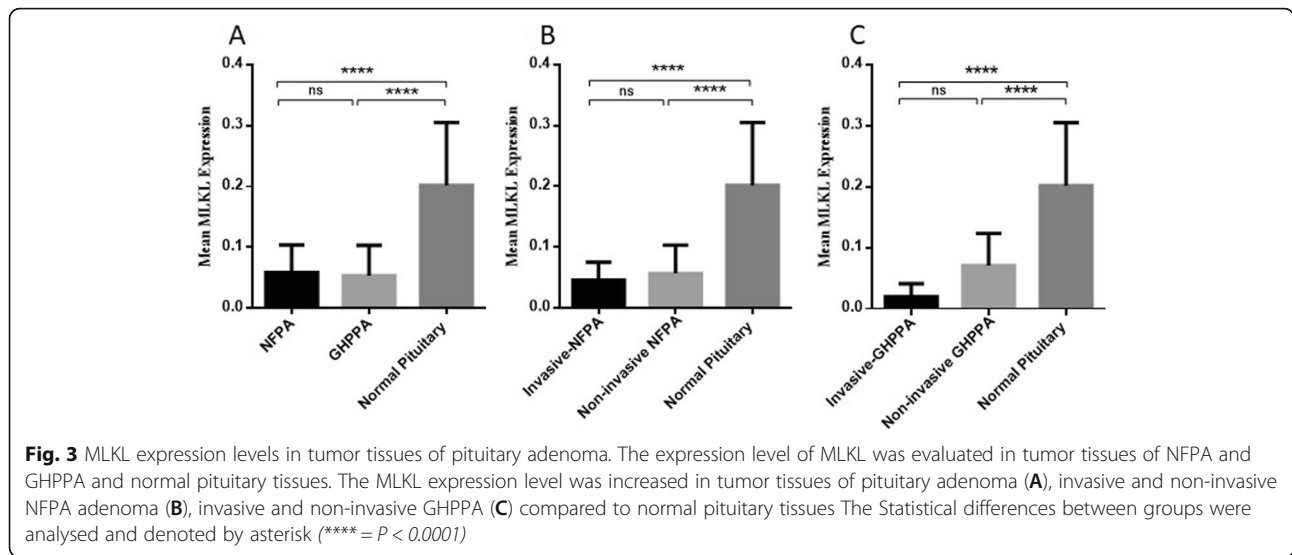 A
0.4
0.3
0.2
0.1
0.0
Mean MLKL Expression
****
ns
****
NFPA
GHPPA
Normal Pituitary
B
0.4
0.3
0.2
0.1
0.0
Mean MLKL Expression
****
ns
****
Invasive-NFPA
Non-invasive NFPA
Normal Pituitary
C
0.4
0.3
0.2
0.1
0.0
Mean MLKL Expression
****
ns
****
Invasive-GHPPA
Non-invasive GHPPA
Normal Pituitary
Fig. 3 MLKL expression levels in tumor tissues of pituitary adenoma. The expression level of MLKL was evaluated in tumor tissues of NFPA and
GHPPA and normal pituitary tissues. The MLKL expression level was increased in tumor tissues of pituitary adenoma (A), invasive and non-invasive
NFPA adenoma (B), invasive and non-invasive GHPPA (C) compared to normal pituitary tissues The Statistical differences between groups were
analysed and denoted by asterisk (**** = P < 0.0001)